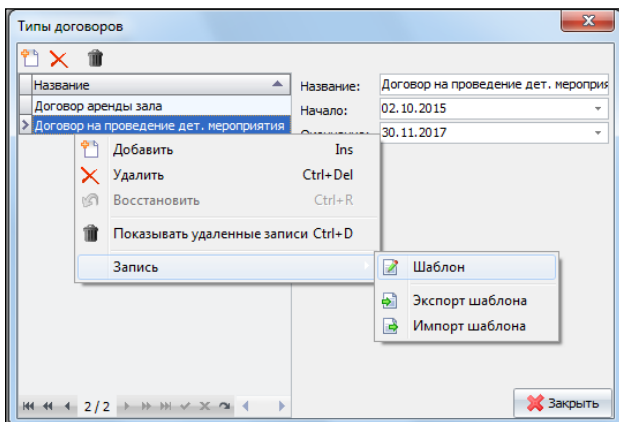 Типы договоров
Название
Договор аренды зала
Договор на проведение дет. мероприятия
Название: Договор на проведение дет. мероприя
Начало: 02.10.2015
30.11.2017
Добавить Ins
Удалить Ctrl+Del
Восстановить Ctrl+R
Показывать удаленные записи Ctrl+D
Запись
Шаблон
Экспорт шаблона
Импорт шаблона
2/2
Закрыть